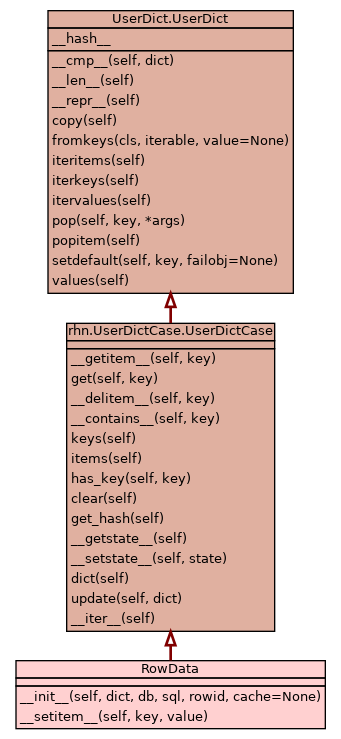 UserDict.UserDict
__hash__
__cmp__(self, dict)
__len__(self)
__repr__(self)
copy(self)
fromkeys(cls, iterable, value=None)
iteritems(self)
iterkeys(self)
itervalues(self)
pop(self, key, *args)
popitem(self)
setdefault(self, key, failobj=None)
values(self)
rhn.UserDictCase.UserDictCase
__getitem__(self, key)
get(self, key)
__delitem__(self, key)
__contains__(self, key)
keys(self)
items(self)
has_key(self, key)
clear(self)
get_hash(self)
__getstate__(self)
__setstate__(self, state)
dict(self)
update(self, dict)
__iter__(self)
RowData
__init__(self, dict, db, sql, rowid, cache=None)
__setitem__(self, key, value)